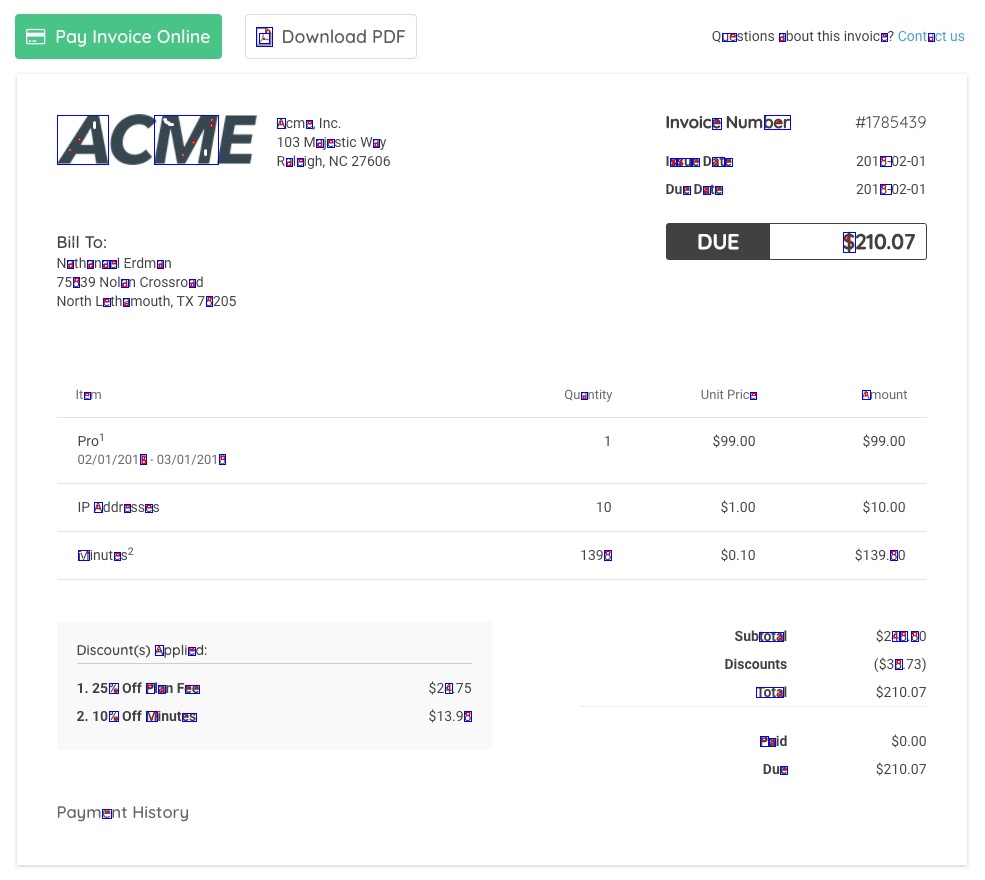 Pay Invoice Online
Download PDF
Questions about this invoice? Contact us
ACME
Acme, Inc.
103 Majestic Way
Raleigh, NC 27606
Invoice Number #1785439
Issue Date 2018-02-01
Due Date 2018-02-01
DUE $210.07
Bill To:
Nathanael Erdman
75839 Nolan Crossroad
North Lethamouth, TX 78205
Item Quantity Unit Price Amount
Pro1 1 $99.00 $99.00
02/01/2018 - 03/01/2018
IP Addresses 10 $1.00 $10.00
Minutes2 1398 $0.10 $139.80
Discount(s) Applied:
1. 25% Off Plan Fee $24.75
2. 10% Off Minutes $13.98
Subtotal $248.80
Discounts ($38.73)
Total $210.07
Paid $0.00
Due $210.07
Payment History